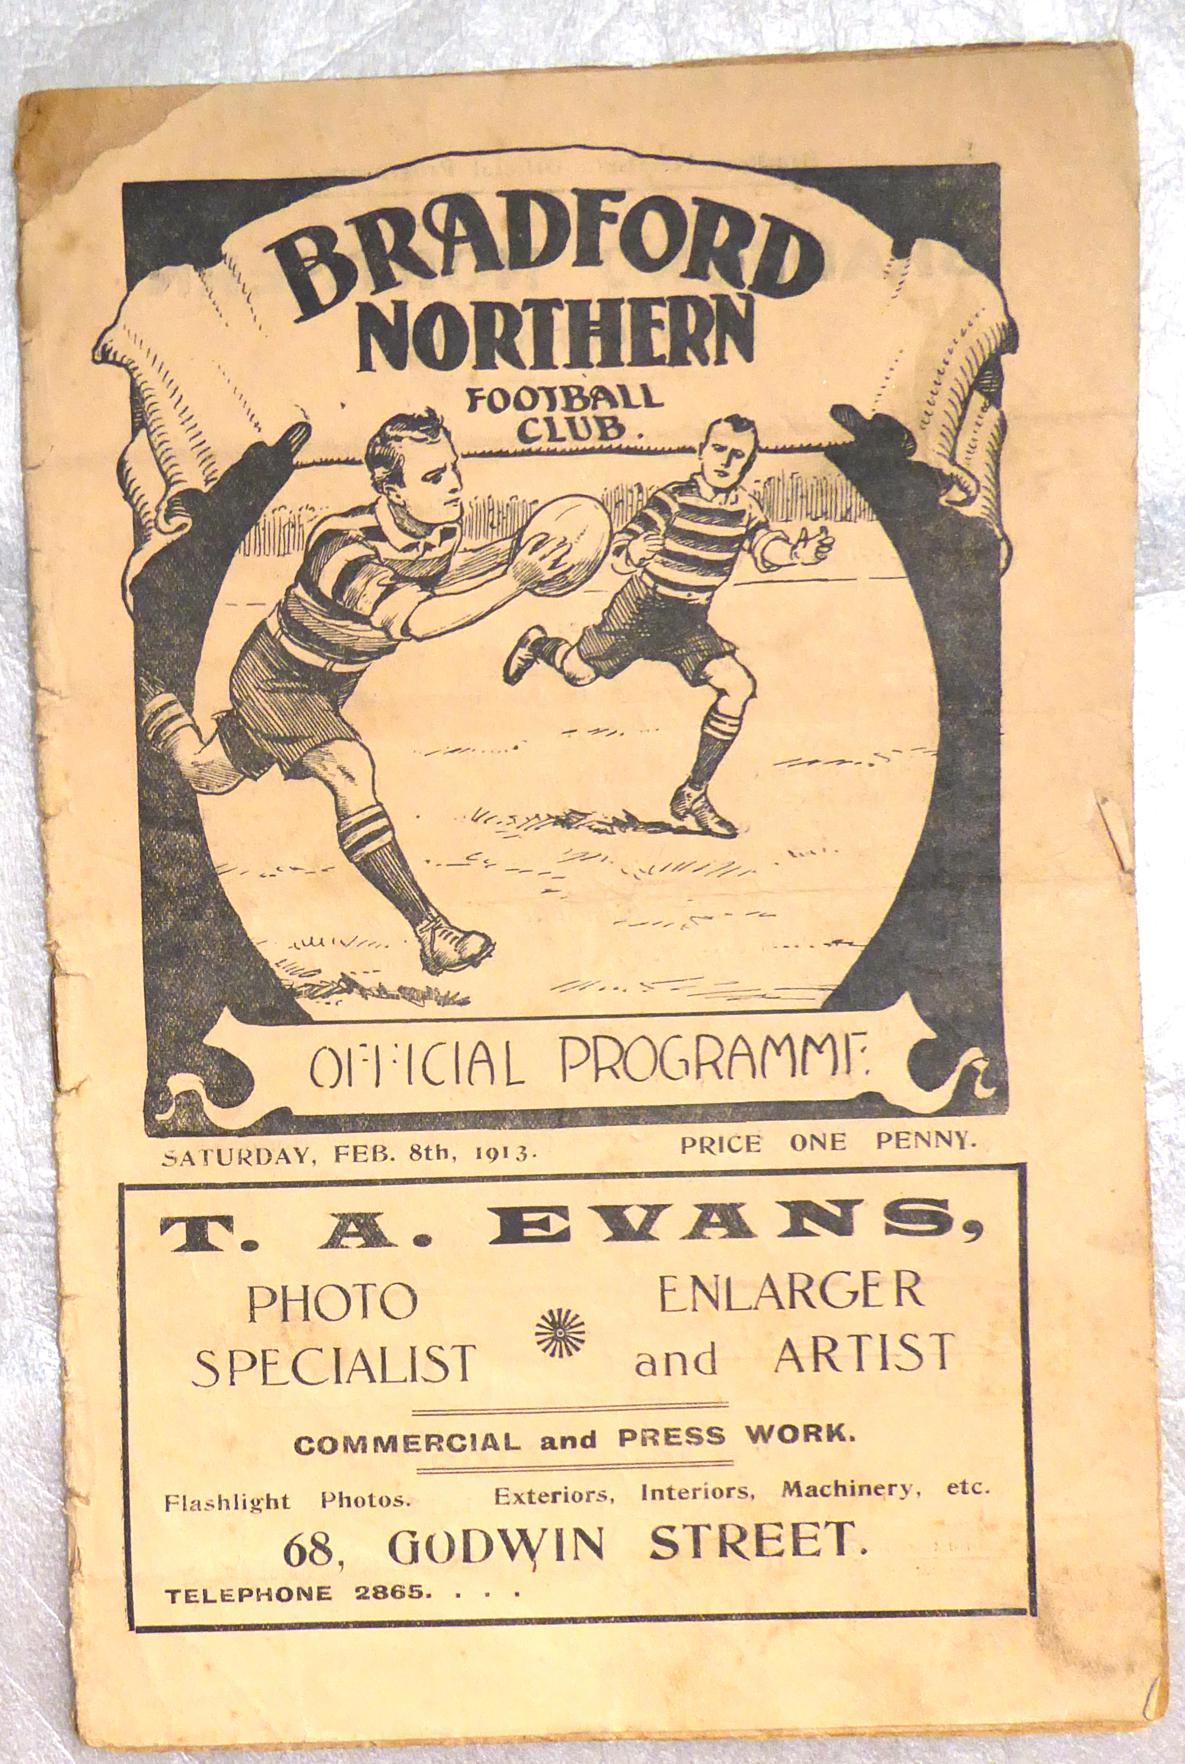 BRADFORD
NORTHERN
FOOTBALL
CLUB.
OFFICIAL PROGRAMME.
SATURDAY, FEB. 8th, 1913.
PRICE ONE PENNY.
T. A. EVANS,
PHOTO SPECIALIST
ENLARGER and ARTIST
COMMERCIAL and PRESS WORK.
Flashlight Photos. Exteriors, Interiors, Machinery, etc.
68, GODWIN STREET.
TELEPHONE 2865. . . .